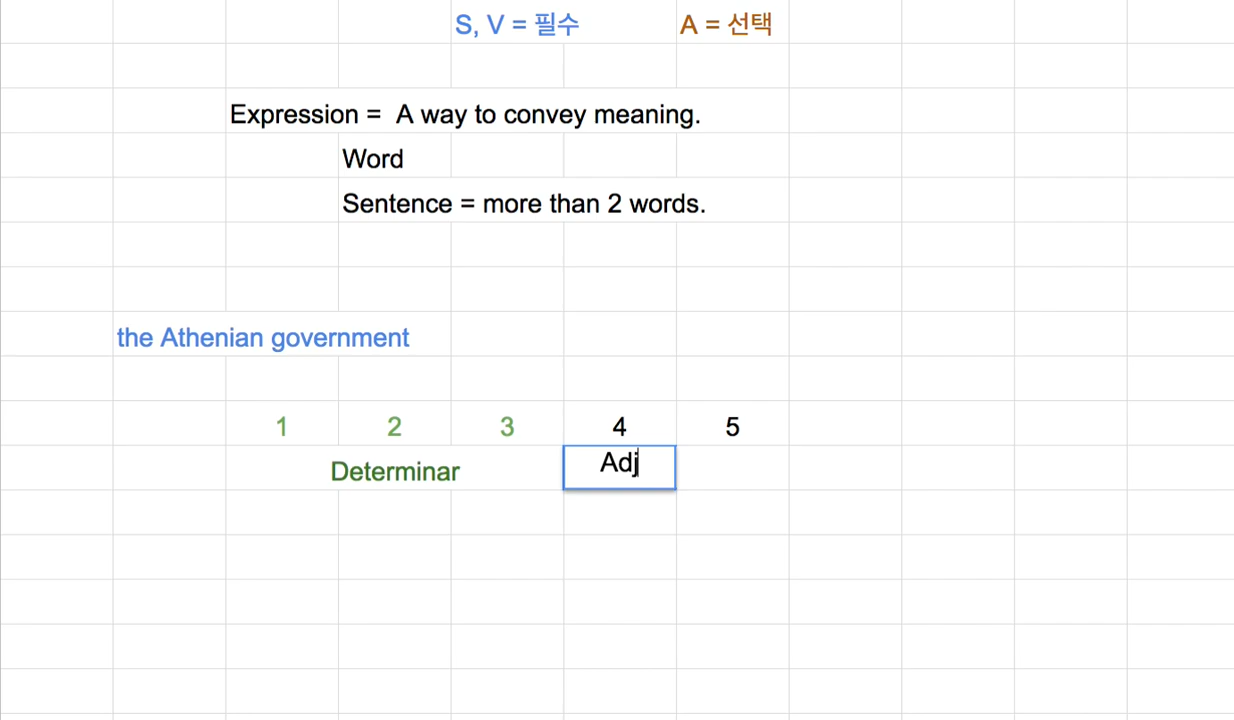 S, V = 필수 A = 선택
Expression = A way to convey meaning.
Word
Sentence = more than 2 words.
the Athenian government
1 2 3 4 5
Determinar Adj